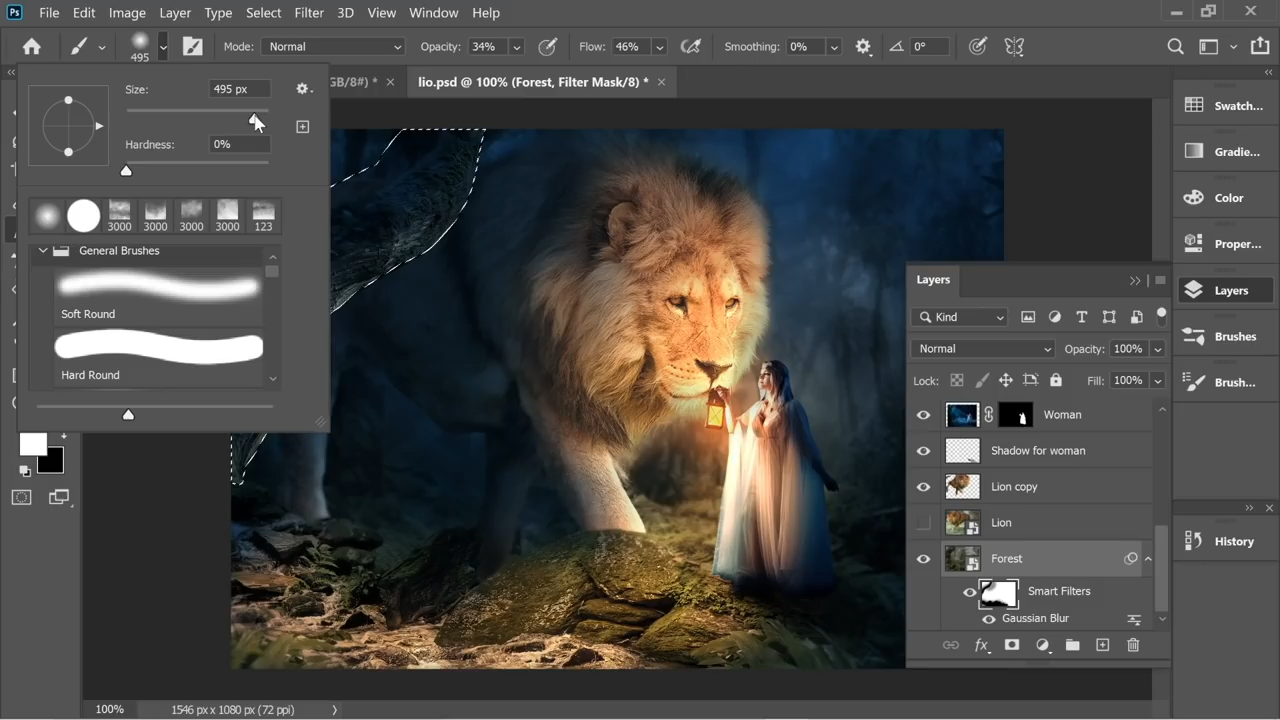 Ps File Edit Image Layer Type Select Filter 3D View Window Help
495 Mode: Normal Opacity: 34% Flow: 46% Smoothing: 0% 0°
GB/8#) * × lio.psd @ 100% (Forest, Filter Mask/8) * ×
Size: 495 px
Hardness: 0%
3000 3000 3000 3000 123
General Brushes
Soft Round
Hard Round
Swatch...
Gradie...
Color
Proper...
Layers
Brushes
Brush...
History
Layers
Kind
Normal Opacity: 100%
Lock: Fill: 100%
Woman
Shadow for woman
Lion copy
Lion
Forest
Smart Filters
Gaussian Blur
fx
100% 1546 px x 1080 px (72 ppi)